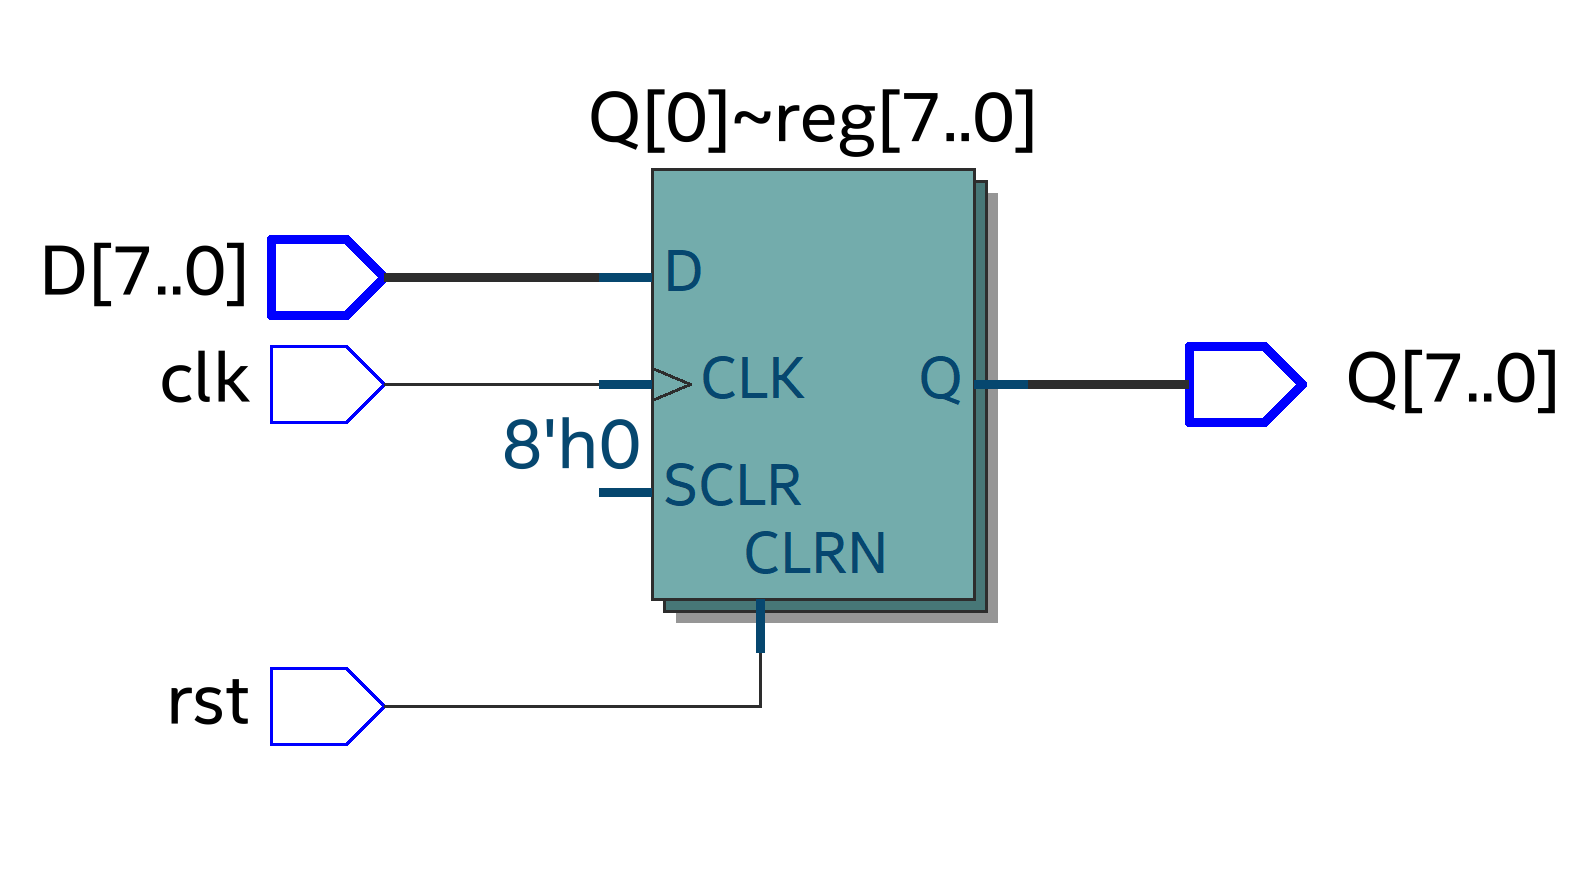 Q[0]~reg[7..0]
D[7..0]
D
clk
CLK
Q
Q[7..0]
8'h0
SCLR
CLRN
rst